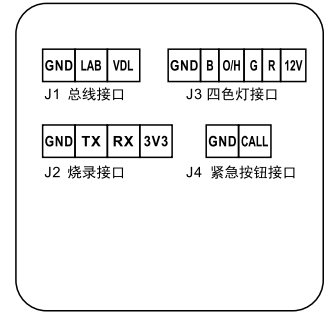 GND LAB VDL
GND B O/H G R 12V
J1 总线接口
J3 四色灯接口
GND TX RX 3V3
GND CALL
J2 烧录接口
J4 紧急按钮接口